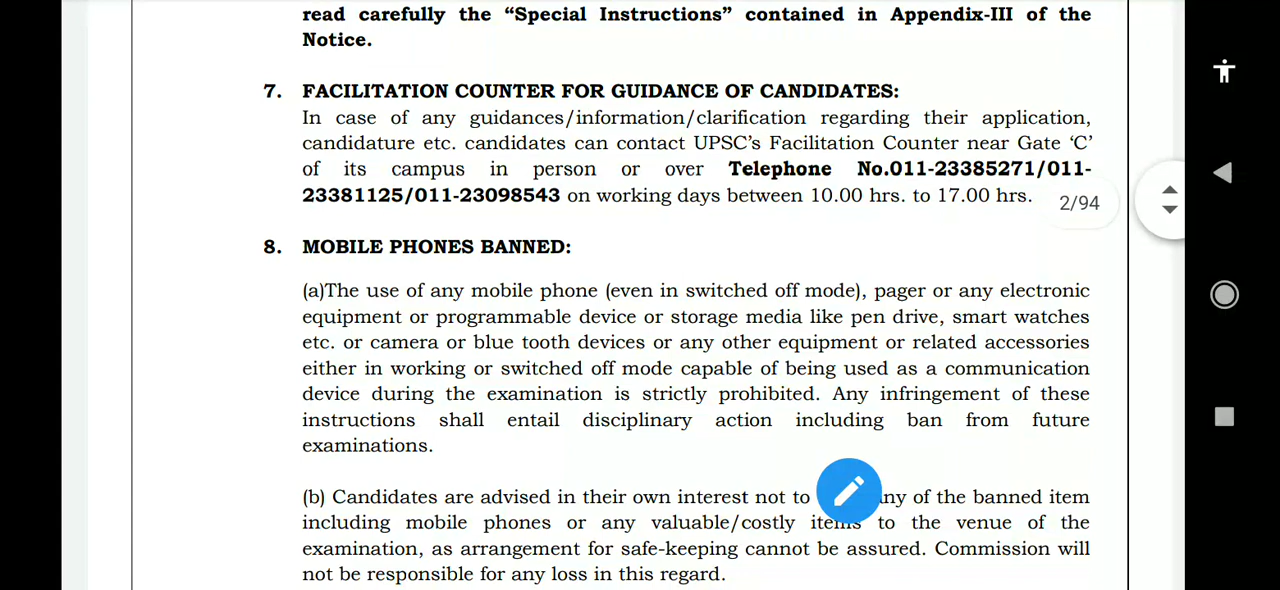 read carefully the “Special Instructions” contained in Appendix-III of the
Notice.
7. FACILITATION COUNTER FOR GUIDANCE OF CANDIDATES:
In case of any guidances/information/clarification regarding their application,
candidature etc. candidates can contact UPSC’s Facilitation Counter near Gate ‘C’
of its campus in person or over Telephone No.011-23385271/011-
23381125/011-23098543 on working days between 10.00 hrs. to 17.00 hrs.
2/94
8. MOBILE PHONES BANNED:
(a)The use of any mobile phone (even in switched off mode), pager or any electronic
equipment or programmable device or storage media like pen drive, smart watches
etc. or camera or blue tooth devices or any other equipment or related accessories
either in working or switched off mode capable of being used as a communication
device during the examination is strictly prohibited. Any infringement of these
instructions shall entail disciplinary action including ban from future
examinations.
(b) Candidates are advised in their own interest not to ny of the banned item
including mobile phones or any valuable/costly items to the venue of the
examination, as arrangement for safe-keeping cannot be assured. Commission will
not be responsible for any loss in this regard.